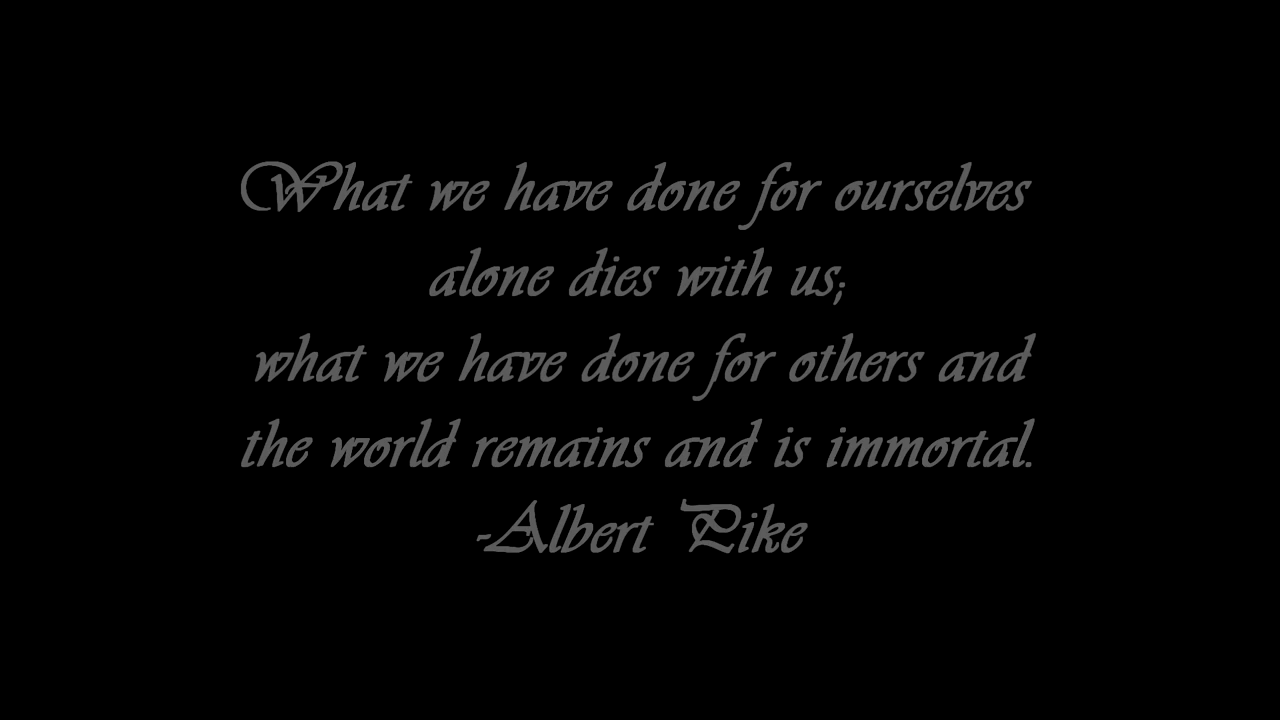 What we have done for ourselves
alone dies with us;
what we have done for others and
the world remains and is immortal.
-Albert Pike